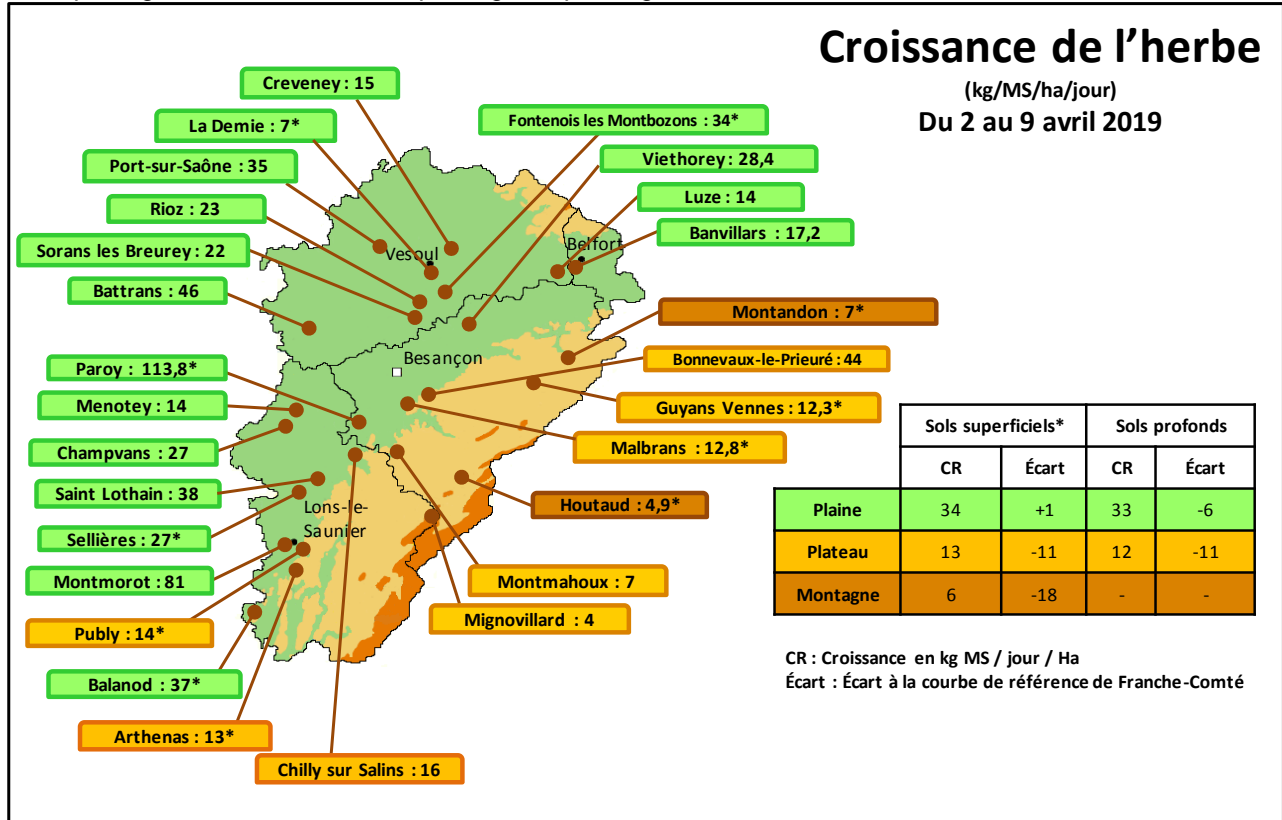 Croissance de l’herbe
(kg/MS/ha/jour)
Du 2 au 9 avril 2019
Creveney : 15
La Demie : 7*
Port-sur-Saône : 35
Rioz : 23
Sorans les Breurey : 22
Battrans : 46
Paroy : 113,8*
Menotey : 14
Champvans : 27
Saint Lothain : 38
Sellières : 27*
Montmorot : 81
Publy : 14*
Balanod : 37*
Arthenas : 13*
Chilly sur Salins : 16
Fontenois les Montbozons : 34*
Viethorey : 28,4
Luze : 14
Banvillars : 17,2
Montandon : 7*
Bonnevaux-le-Prieuré : 44
Guyans Vennes : 12,3*
Malbrans : 12,8*
Houtaud : 4,9*
Montmahoux : 7
Mignovillard : 4
Vesoul
Belfort
Besançon
Lons-le-
Saunier
Sols superficiels* Sols profonds
CR Écart CR Écart
Plaine 34 +1 33 -6
Plateau 13 -11 12 -11
Montagne 6 -18 - -
CR : Croissance en kg MS / jour / Ha
Écart : Écart à la courbe de référence de Franche-Comté